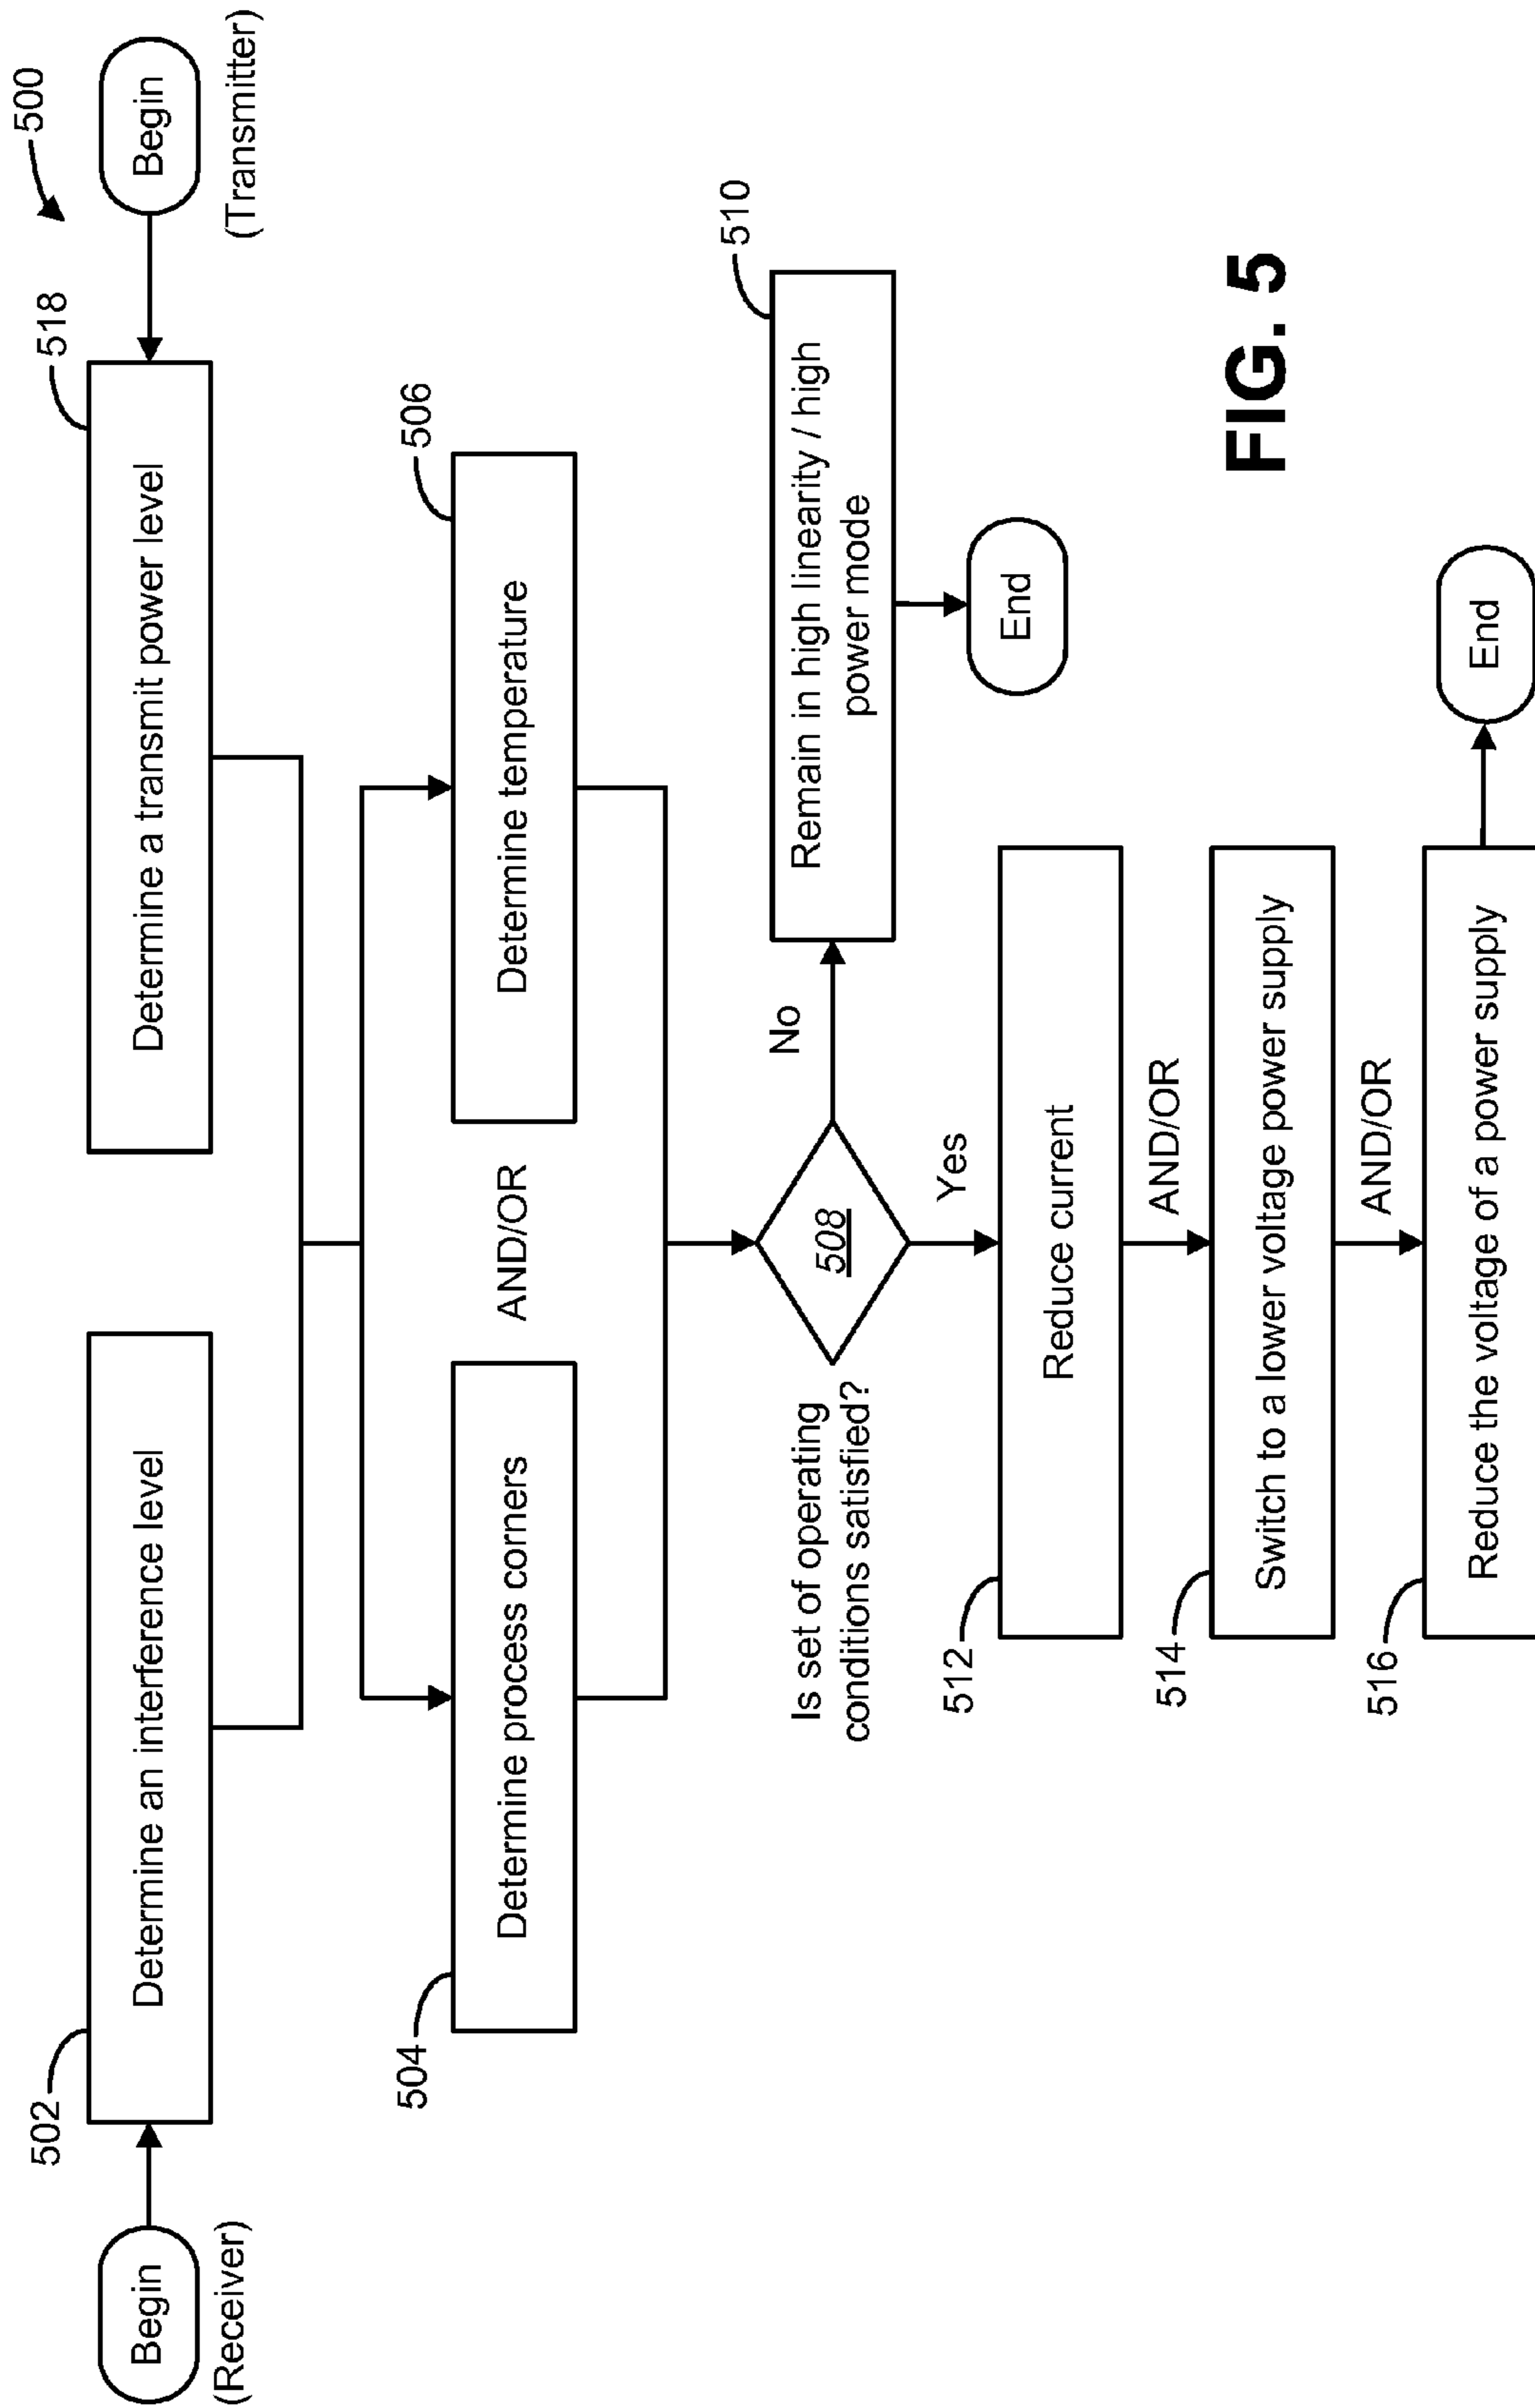 500
Begin
(Receiver)
502
Determine an interference level
518
Determine a transmit power level
Begin
(Transmitter)
504
Determine process corners
AND/OR
506
Determine temperature
Is set of operating
conditions satisfied?
508
No
510
Remain in high linearity / high
power mode
End
Yes
512
Reduce current
AND/OR
514
Switch to a lower voltage power supply
AND/OR
516
Reduce the voltage of a power supply
End
FIG. 5